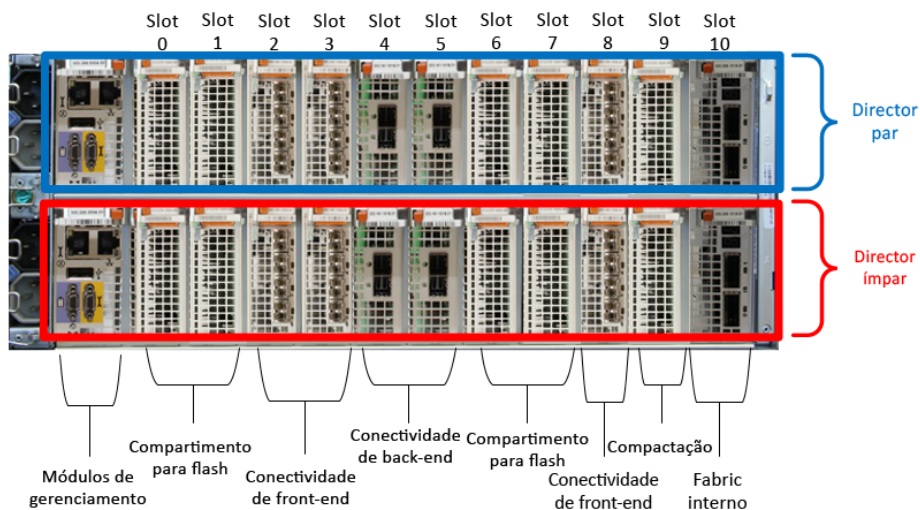 Slot 0
Slot 1
Slot 2
Slot 3
Slot 4
Slot 5
Slot 6
Slot 7
Slot 8
Slot 9
Slot 10
Director
par
Director
ímpar
Módulos de
gerenciamento
Compartimento
para flash
Conectividade
de front-end
Conectividade
de back-end
Compartimento
para flash
Conectividade
de front-end
Compactação
Fabric
interno